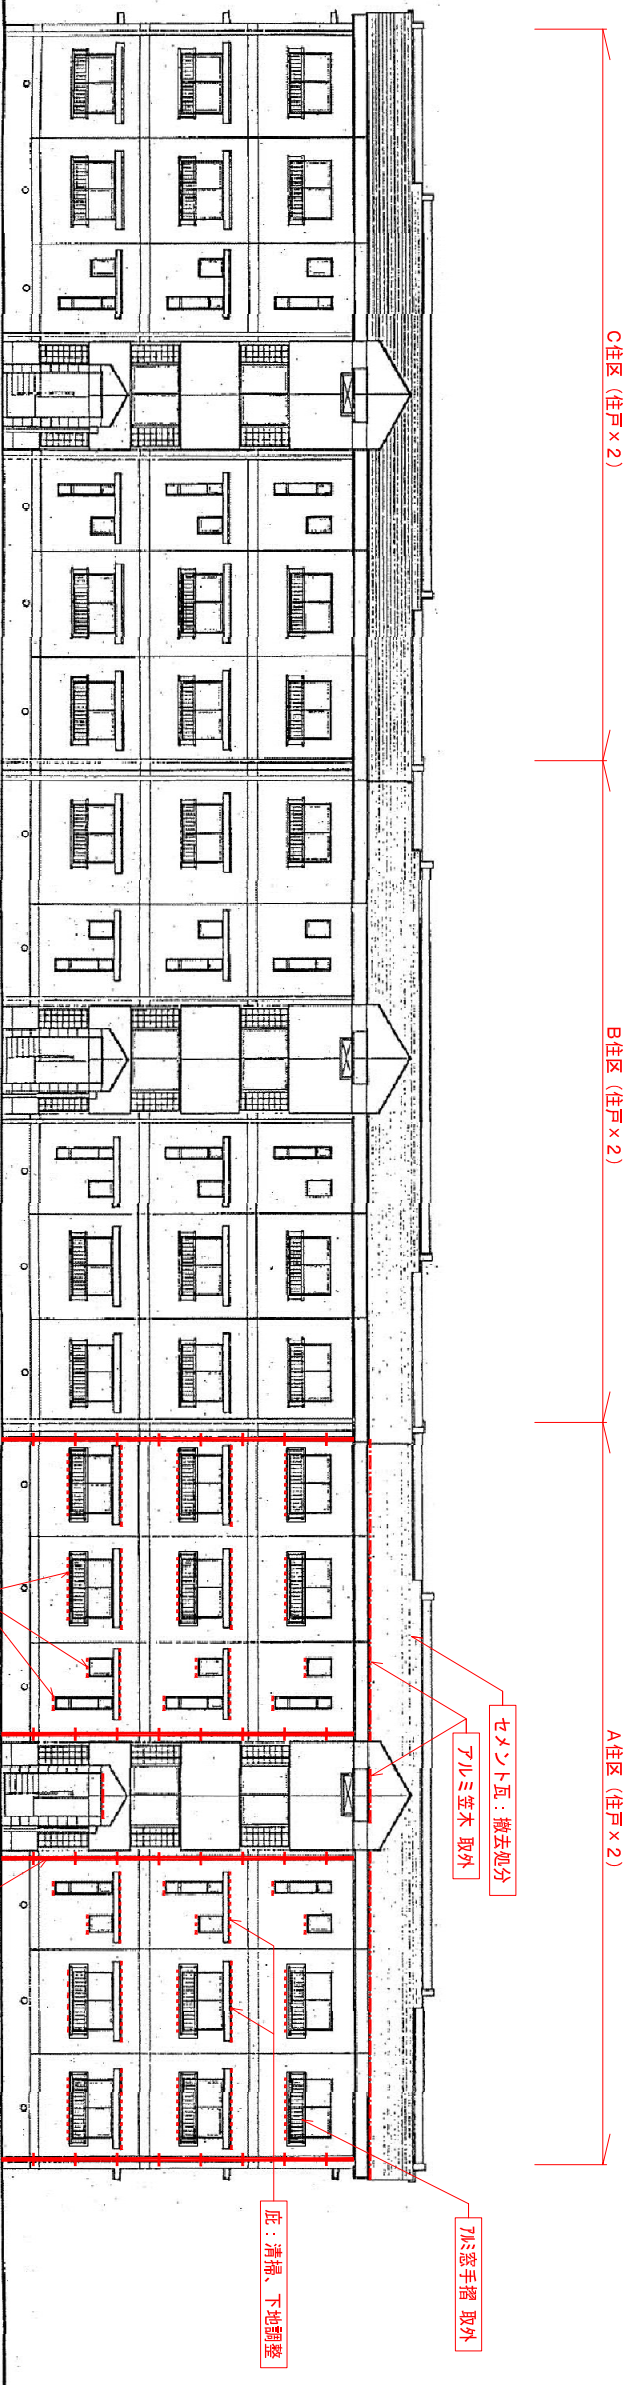 C住区（住戸×2）
B住区（住戸×2）
A住区（住戸×2）
セメント瓦：撤去処分
アルミ笠木 取外
ｱﾙﾐ窓手摺 取外
庇：清掃、下地調整